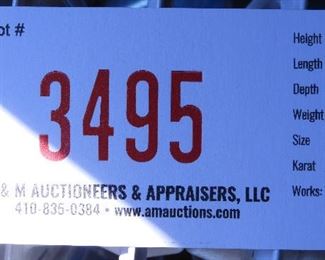 ot #
3495
& M AUCTIONEERS & APPRAISERS, LLC
410-835-0384 • www.amauctions.com
Height
Length
Depth
Weight
Size
Karat
Works: